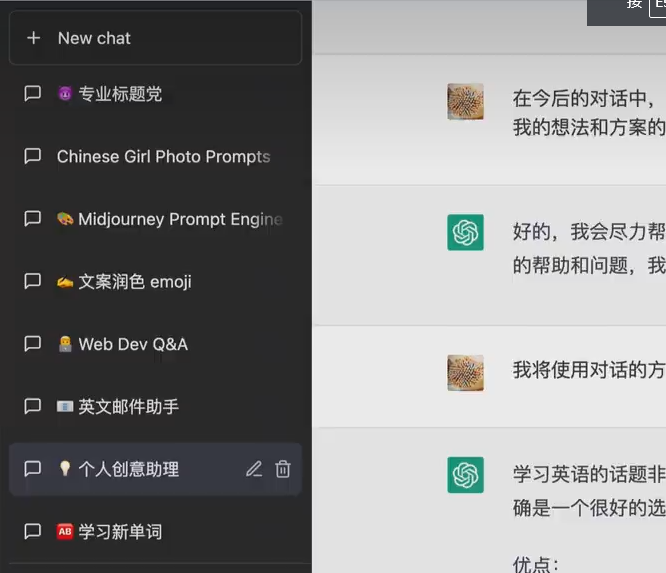 接
New chat
😈 专业标题党
Chinese Girl Photo Prompts
🎨 Midjourney Prompt Engine
✍️ 文案润色 emoji
🧑‍💻 Web Dev Q&A
📧 英文邮件助手
💡 个人创意助理
🆎 学习新单词
在今后的对话中，
我的想法和方案的
好的，我会尽力帮
的帮助和问题，我
我将使用对话的方
学习英语的话题非
确是一个很好的选
优点：